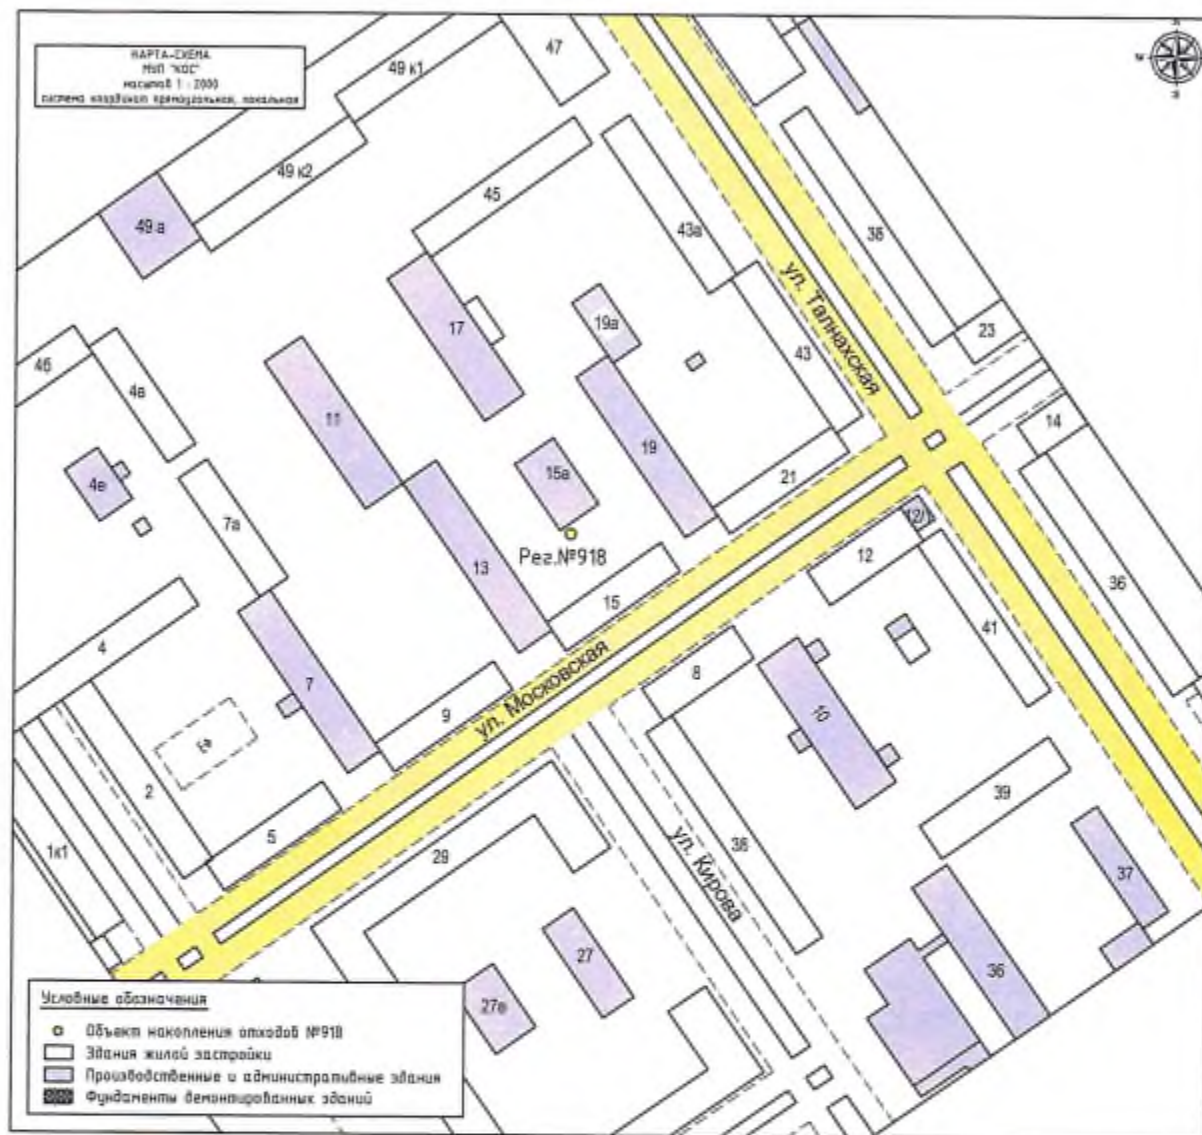 КАРТА-СХЕМА
МУП "КОС"
масштаб 1 : 2000
система координат прямоугольная, локальная
47
49 к1
49 к2
45
49 а
43а
38
17
19а
23
46
4в
11
43
19
14
15а
21
4е
7а
12/1
Рег.№918
12
13
15
36
4
41
8
7
9
10
2
39
5
1к1
29
38
37
27
36
27в
ул. Талнахская
ул. Московская
ул. Кирова
Условные обозначения
Объект накопления отходов №918
Здания жилой застройки
Производственные и административные здания
Фундаменты демонтированных зданий